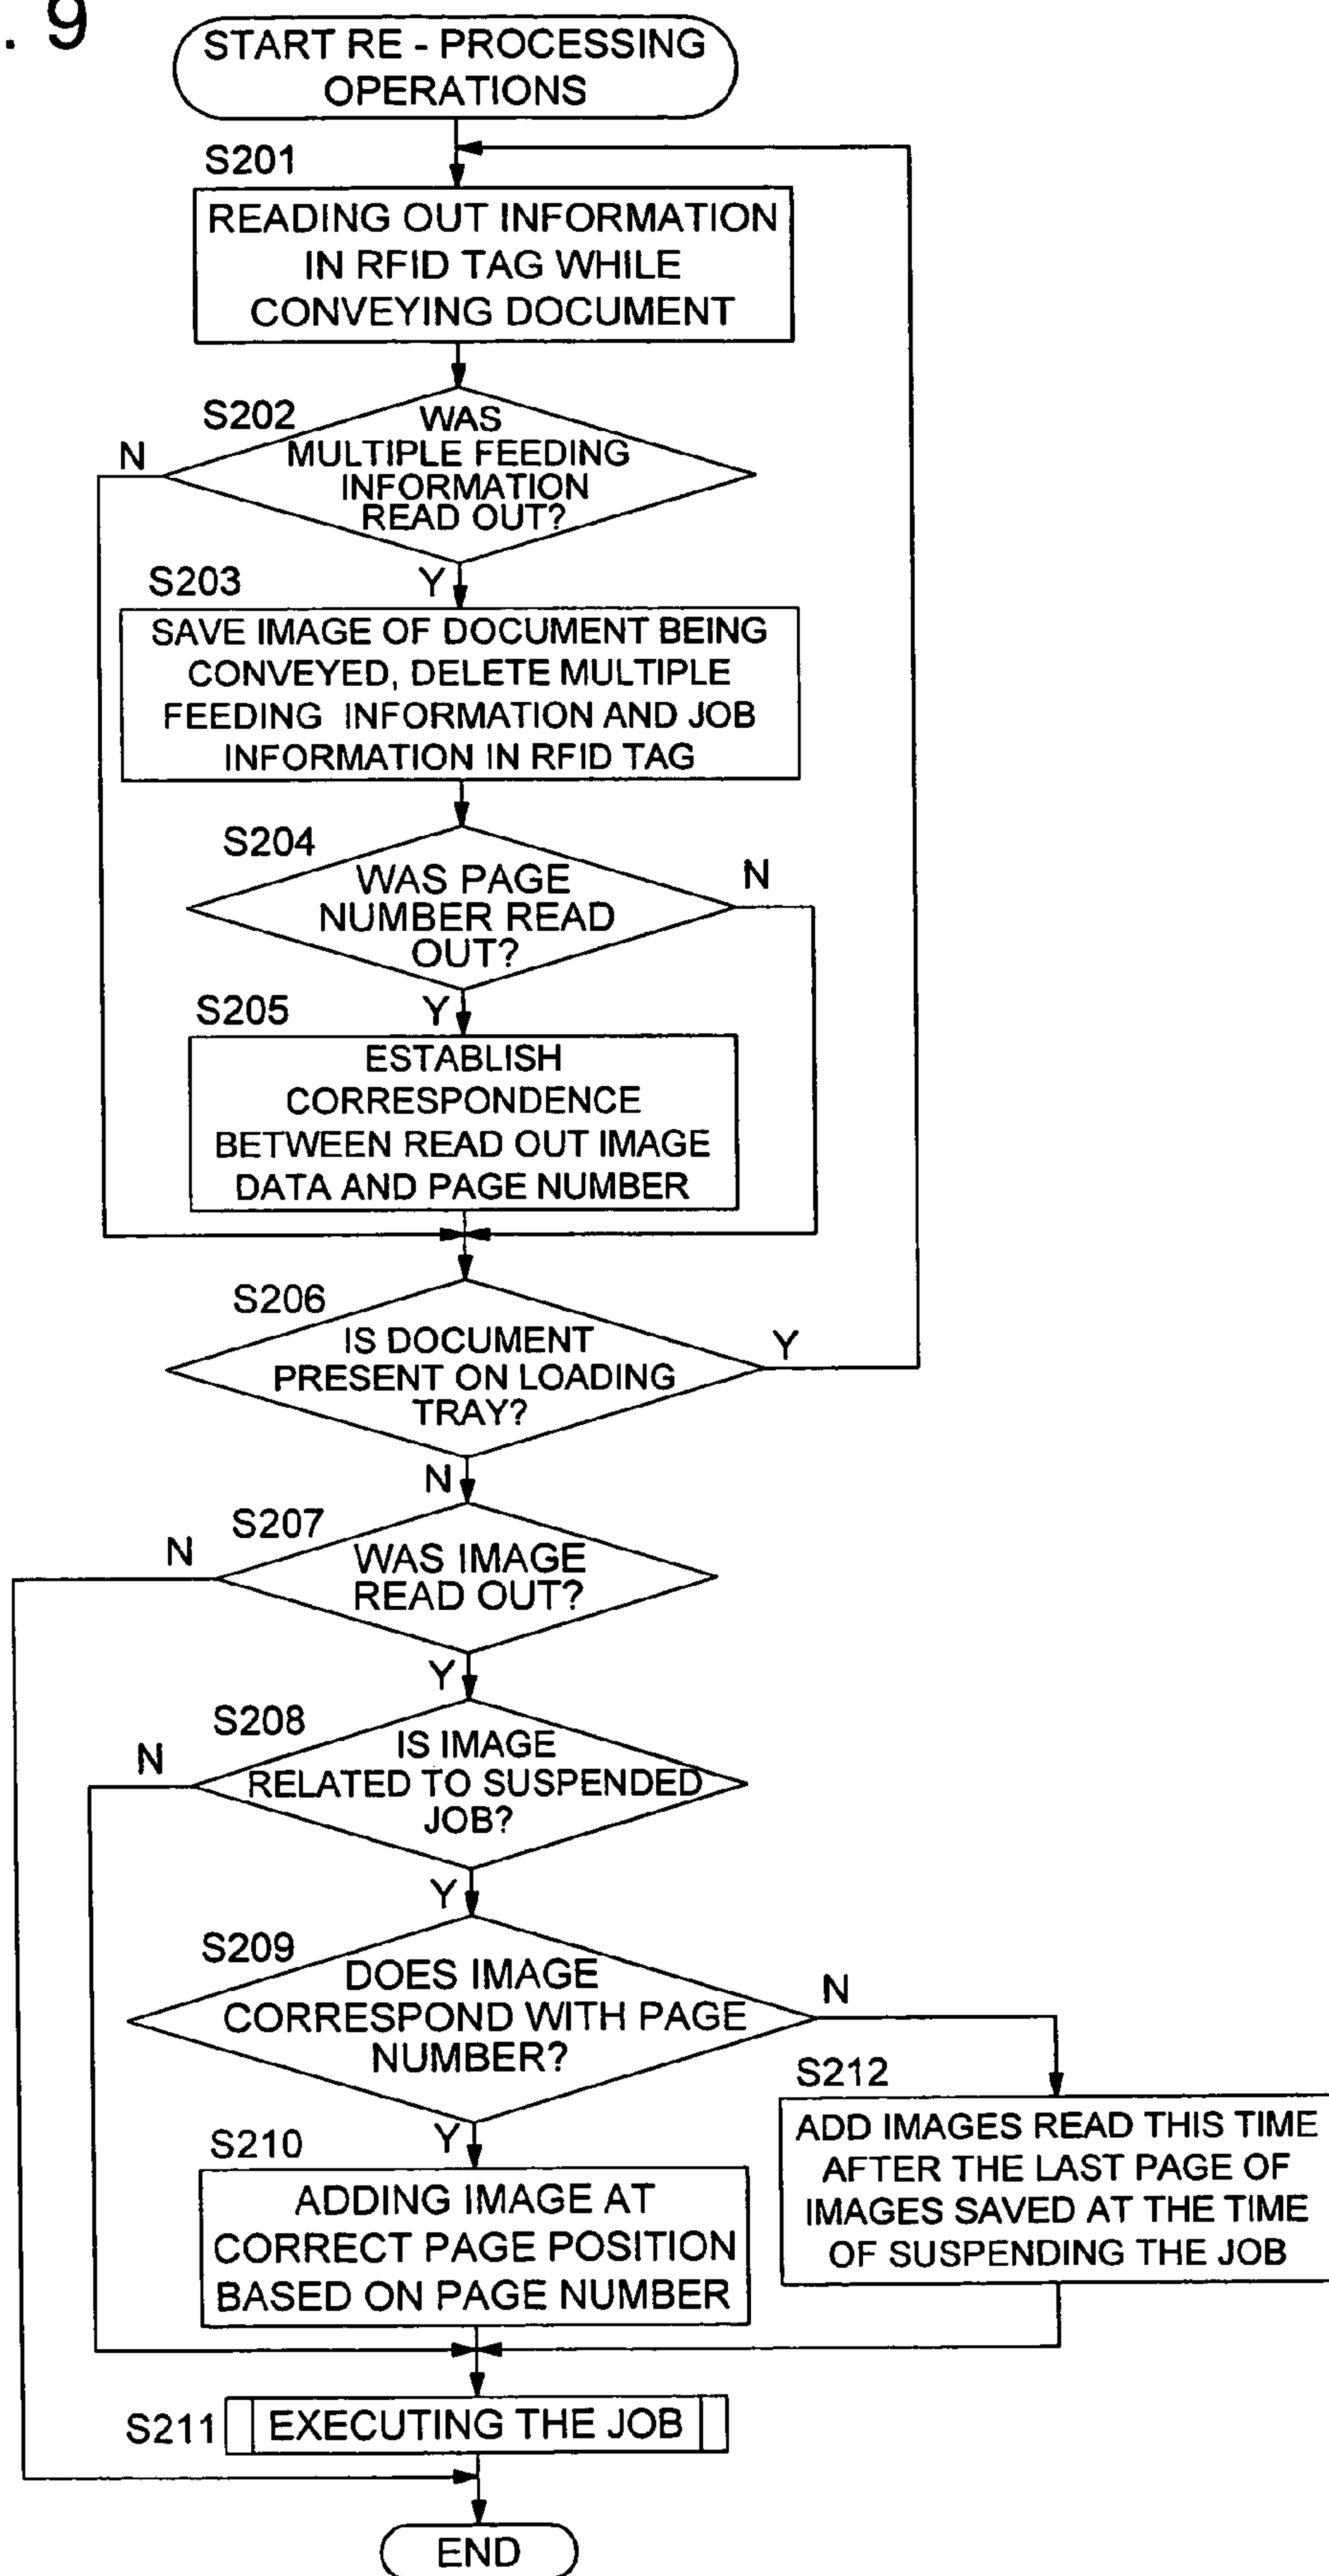 . 9
START RE - PROCESSING
OPERATIONS
S201
READING OUT INFORMATION
IN RFID TAG WHILE
CONVEYING DOCUMENT
S202
WAS
MULTIPLE FEEDING
INFORMATION
READ OUT?
N
Y
S203
SAVE IMAGE OF DOCUMENT BEING
CONVEYED, DELETE MULTIPLE
FEEDING INFORMATION AND JOB
INFORMATION IN RFID TAG
S204
WAS PAGE
NUMBER READ
OUT?
N
Y
S205
ESTABLISH
CORRESPONDENCE
BETWEEN READ OUT IMAGE
DATA AND PAGE NUMBER
S206
IS DOCUMENT
PRESENT ON LOADING
TRAY?
Y
N
S207
WAS IMAGE
READ OUT?
N
Y
S208
IS IMAGE
RELATED TO SUSPENDED
JOB?
N
Y
S209
DOES IMAGE
CORRESPOND WITH PAGE
NUMBER?
N
Y
S212
ADD IMAGES READ THIS TIME
AFTER THE LAST PAGE OF
IMAGES SAVED AT THE TIME
OF SUSPENDING THE JOB
S210
ADDING IMAGE AT
CORRECT PAGE POSITION
BASED ON PAGE NUMBER
S211
EXECUTING THE JOB
END